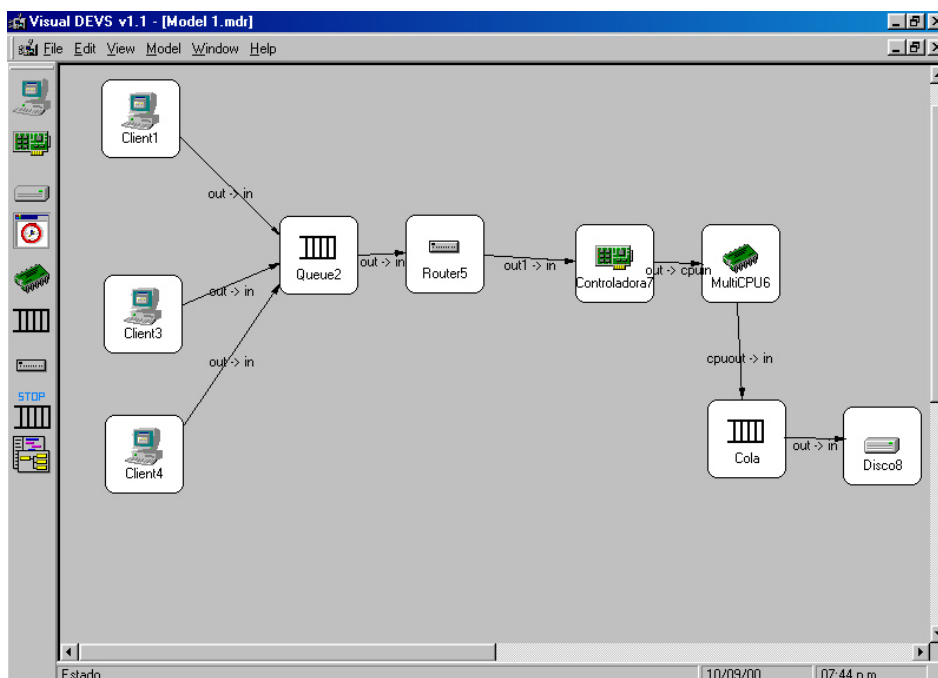 Visual DEVS v1.1 - [Model 1.mdr]
File Edit View Model Window Help
Client1
out -> in
Queue2
out -> in
Router5
out1 -> in
Controladora7
out -> cpuin
MultiCPU6
Client3
out -> in
out -> in
Client4
cpuout -> in
Cola
out -> in
Disco8
STOP
Estado
10/09/00
07:44 p.m.